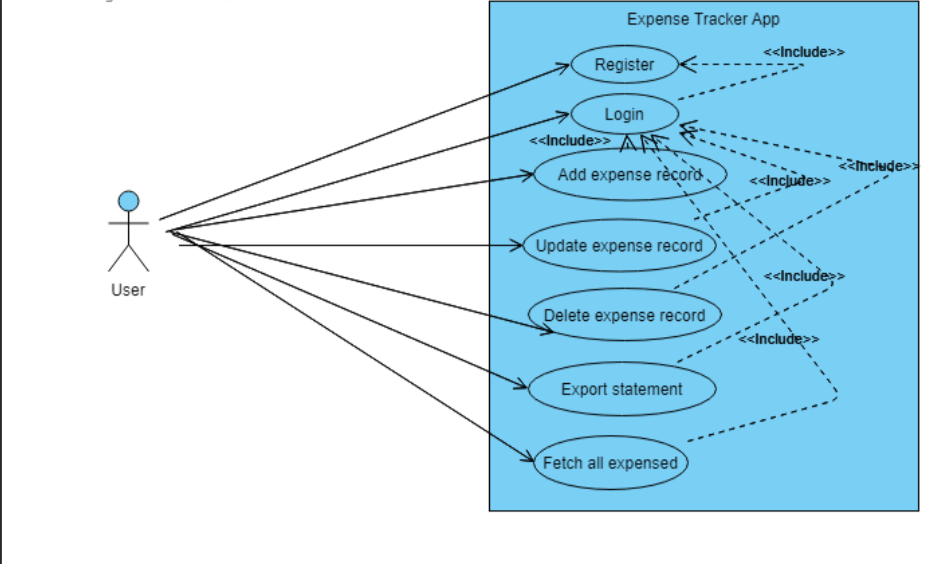 Expense Tracker App
<<Include>>
Register
Login
<<Include>>
<<Include>>
Add expense record
<<Include>>
User
Update expense record
<<Include>>
Delete expense record
<<Include>>
Export statement
Fetch all expensed